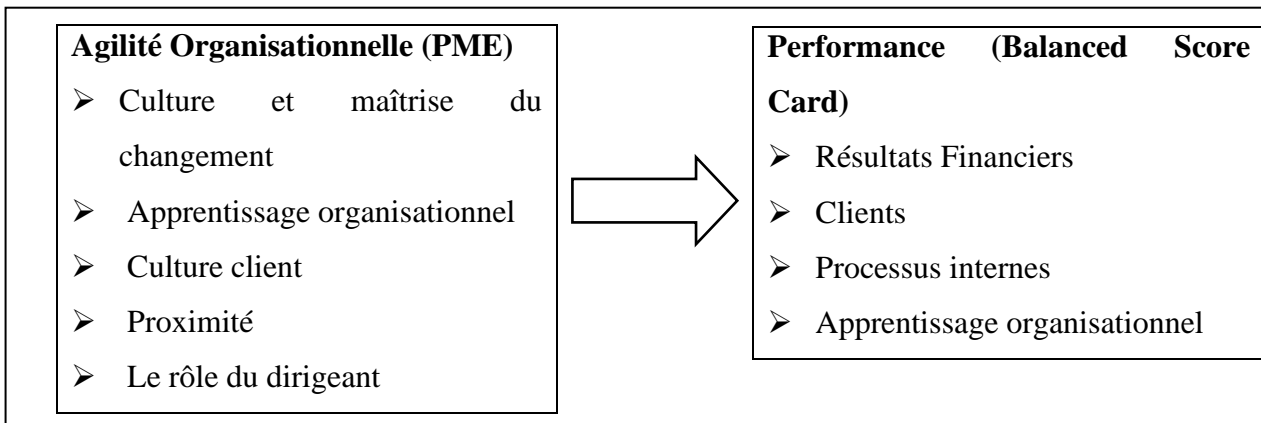 Agilité Organisationnelle (PME)
➢ Culture et maîtrise du
changement
➢ Apprentissage organisationnel
➢ Culture client
➢ Proximité
➢ Le rôle du dirigeant
Performance (Balanced Score
Card)
➢ Résultats Financiers
➢ Clients
➢ Processus internes
➢ Apprentissage organisationnel